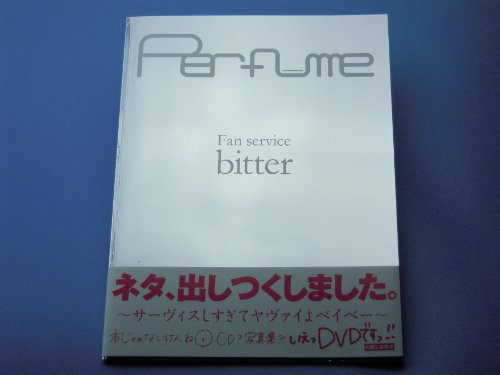 Perfume
Fan service
bitter
ネタ、出しつくしました。
〜サーヴィスしすぎてヤヴァイよベイベー〜
本じゃないけんね CD?写真集?! いえっDVDですっ!!